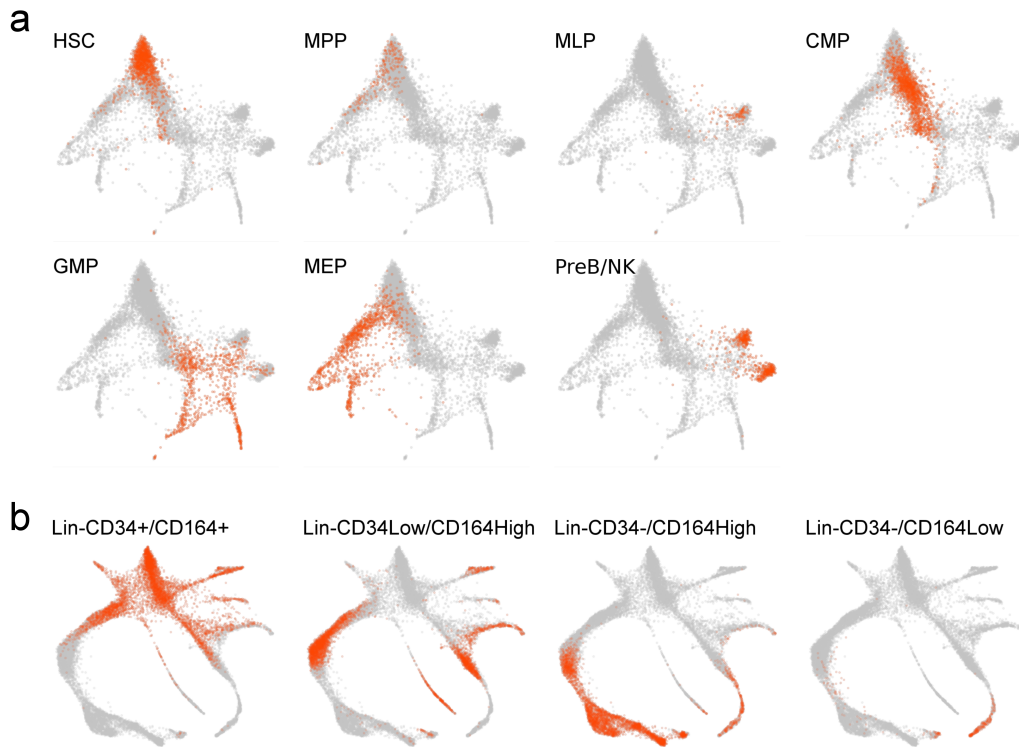 a
HSC MPP MLP CMP
GMP MEP PreB/NK
b
Lin-CD34+/CD164+ Lin-CD34Low/CD164High Lin-CD34-/CD164High Lin-CD34-/CD164Low